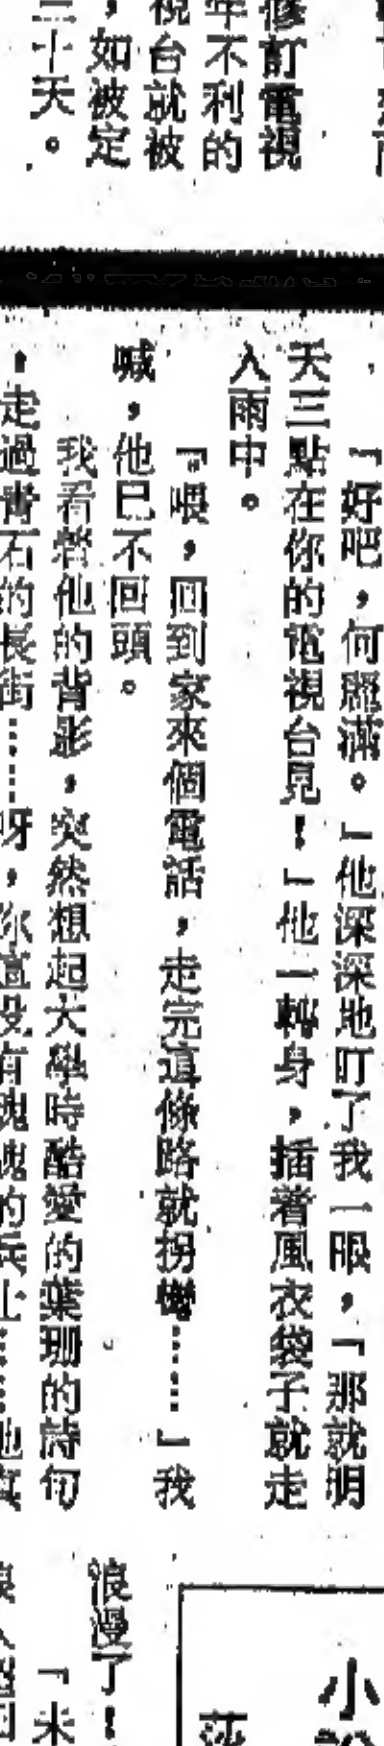 修訂電視
年不利的
視台就被
，如被定
三十天。
「好吧，何麗滿。」他深深地盯了我一眼，「那就明
天三點在你的電視台見！」他一轉身，插着風衣袋子就走
入雨中。
「喂，回到家來個電話，走完這條路就拐彎……」我
喊，他已不回頭。
我看着他的背影，突然想起大學時酷愛的葉珊的詩句
，走過青石的長街……呀，你這沒有魂魄的兵士……他真
小說
浪漫了！
「米